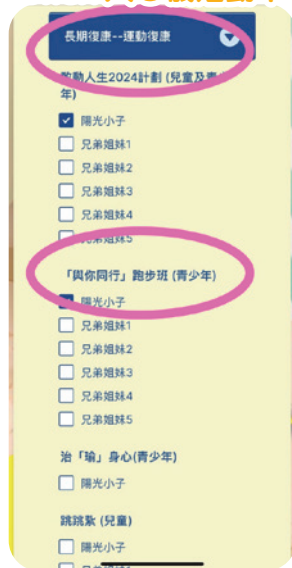 長期復康--運動復康
動人生2024計劃 (兒童及青
年)
陽光小子
兄弟姐妹1
兄弟姐妹2
兄弟姐妹3
兄弟姐妹4
兄弟姐妹5
「與你同行」跑步班 (青少年)
陽光小子
兄弟姐妹1
兄弟姐妹2
兄弟姐妹3
兄弟姐妹4
兄弟姐妹5
治「瑜」身心(青少年)
陽光小子
跳跳紮 (兒童)
陽光小子